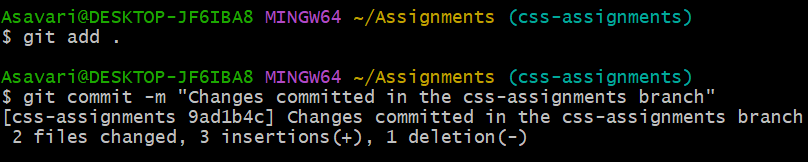 Asavari@DESKTOP-JF6IBA8 MINGW64 ~/Assignments (css-assignments)
$ git add .
Asavari@DESKTOP-JF6IBA8 MINGW64 ~/Assignments (css-assignments)
$ git commit -m "Changes committed in the css-assignments branch"
[css-assignments 9ad1b4c] Changes committed in the css-assignments branch
 2 files changed, 3 insertions(+), 1 deletion(-)